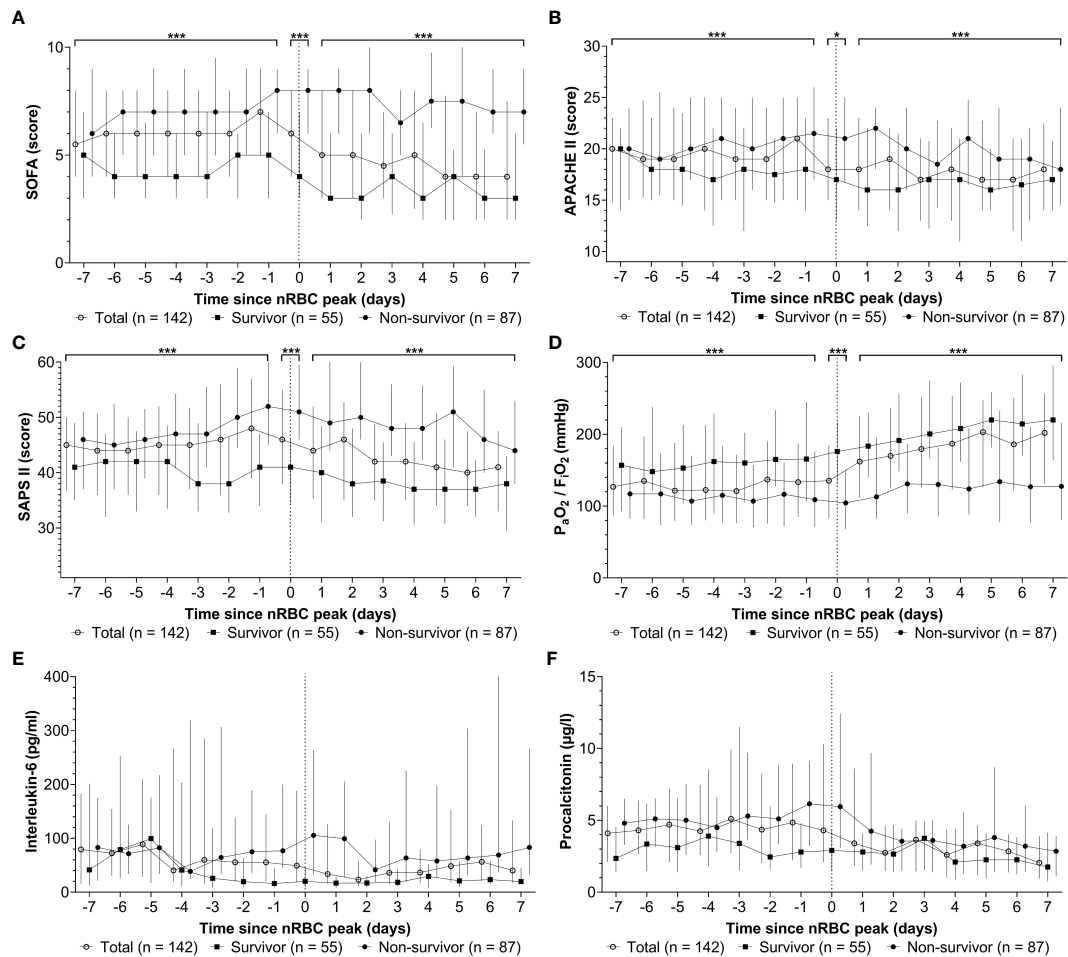 A
*** *** ***
SOFA (score)
10
5
0
-7 -6 -5 -4 -3 -2 -1 0 1 2 3 4 5 6 7
Time since nRBC peak (days)
Total (n = 142) Survivor (n = 55) Non-survivor (n = 87)
B
*** * ***
APACHE II (score)
30
25
20
15
10
-7 -6 -5 -4 -3 -2 -1 0 1 2 3 4 5 6 7
Time since nRBC peak (days)
Total (n = 142) Survivor (n = 55) Non-survivor (n = 87)
C
*** *** ***
SAPS II (score)
60
50
40
30
-7 -6 -5 -4 -3 -2 -1 0 1 2 3 4 5 6 7
Time since nRBC peak (days)
Total (n = 142) Survivor (n = 55) Non-survivor (n = 87)
D
*** *** ***
PaO2 / FiO2 (mmHg)
300
200
100
0
-7 -6 -5 -4 -3 -2 -1 0 1 2 3 4 5 6 7
Time since nRBC peak (days)
Total (n = 142) Survivor (n = 55) Non-survivor (n = 87)
E
Interleukin-6 (pg/ml)
400
300
200
100
0
-7 -6 -5 -4 -3 -2 -1 0 1 2 3 4 5 6 7
Time since nRBC peak (days)
Total (n = 142) Survivor (n = 55) Non-survivor (n = 87)
F
Procalcitonin (µg/l)
15
10
5
0
-7 -6 -5 -4 -3 -2 -1 0 1 2 3 4 5 6 7
Time since nRBC peak (days)
Total (n = 142) Survivor (n = 55) Non-survivor (n = 87)